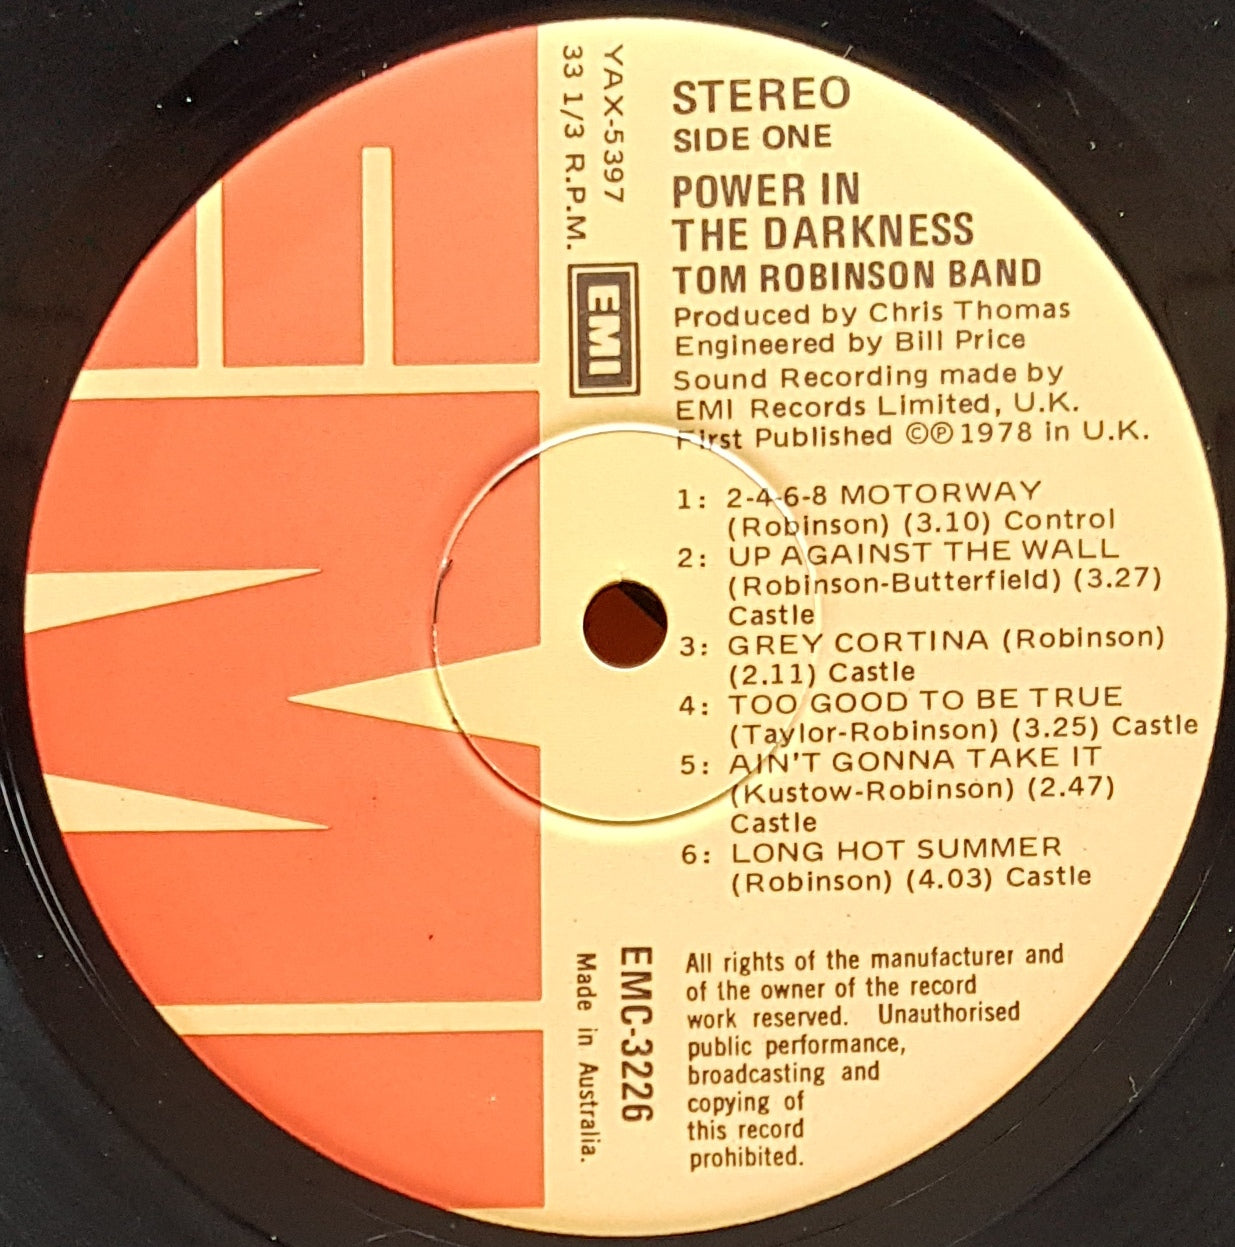 STEREO
SIDE ONE
POWER IN
THE DARKNESS
TOM ROBINSON BAND
Produced by Chris Thomas
Engineered by Bill Price
Sound Recording made by
EMI Records Limited, U.K.
First Published ©℗1978 in U.K.
1: 2-4-6-8 MOTORWAY
(Robinson) (3.10) Control
2: UP AGAINST THE WALL
(Robinson-Butterfield) (3.27)
Castle
3: GREY CORTINA (Robinson)
(2.11) Castle
4: TOO GOOD TO BE TRUE
(Taylor-Robinson) (3.25) Castle
5: AIN'T GONNA TAKE IT
(Kustow-Robinson) (2.47)
Castle
6: LONG HOT SUMMER
(Robinson) (4.03) Castle
All rights of the manufacturer and
of the owner of the record
work reserved. Unauthorised
public performance,
broadcasting and
copying of
this record
prohibited.
YAX-5397
33 1/3 R.P.M.
EMI
EMC-3226
Made in Australia.
EMI